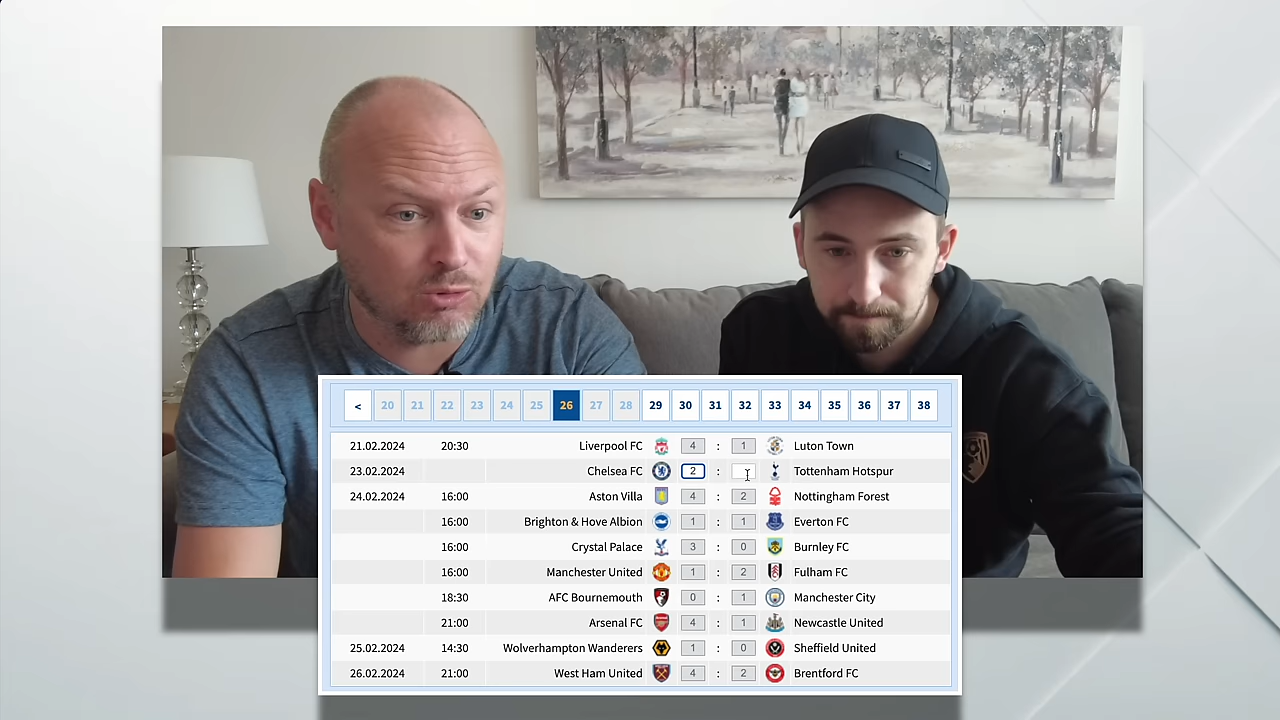 < 20 21 22 23 24 25 26 27 28 29 30 31 32 33 34 35 36 37 38
21.02.2024 20:30 Liverpool FC 4 : 1 Luton Town
23.02.2024 Chelsea FC 2 : Tottenham Hotspur
24.02.2024 16:00 Aston Villa 4 : 2 Nottingham Forest
16:00 Brighton & Hove Albion 1 : 1 Everton FC
16:00 Crystal Palace 3 : 0 Burnley FC
16:00 Manchester United 1 : 2 Fulham FC
18:30 AFC Bournemouth 0 : 1 Manchester City
21:00 Arsenal FC 4 : 1 Newcastle United
25.02.2024 14:30 Wolverhampton Wanderers 1 : 0 Sheffield United
26.02.2024 21:00 West Ham United 4 : 2 Brentford FC